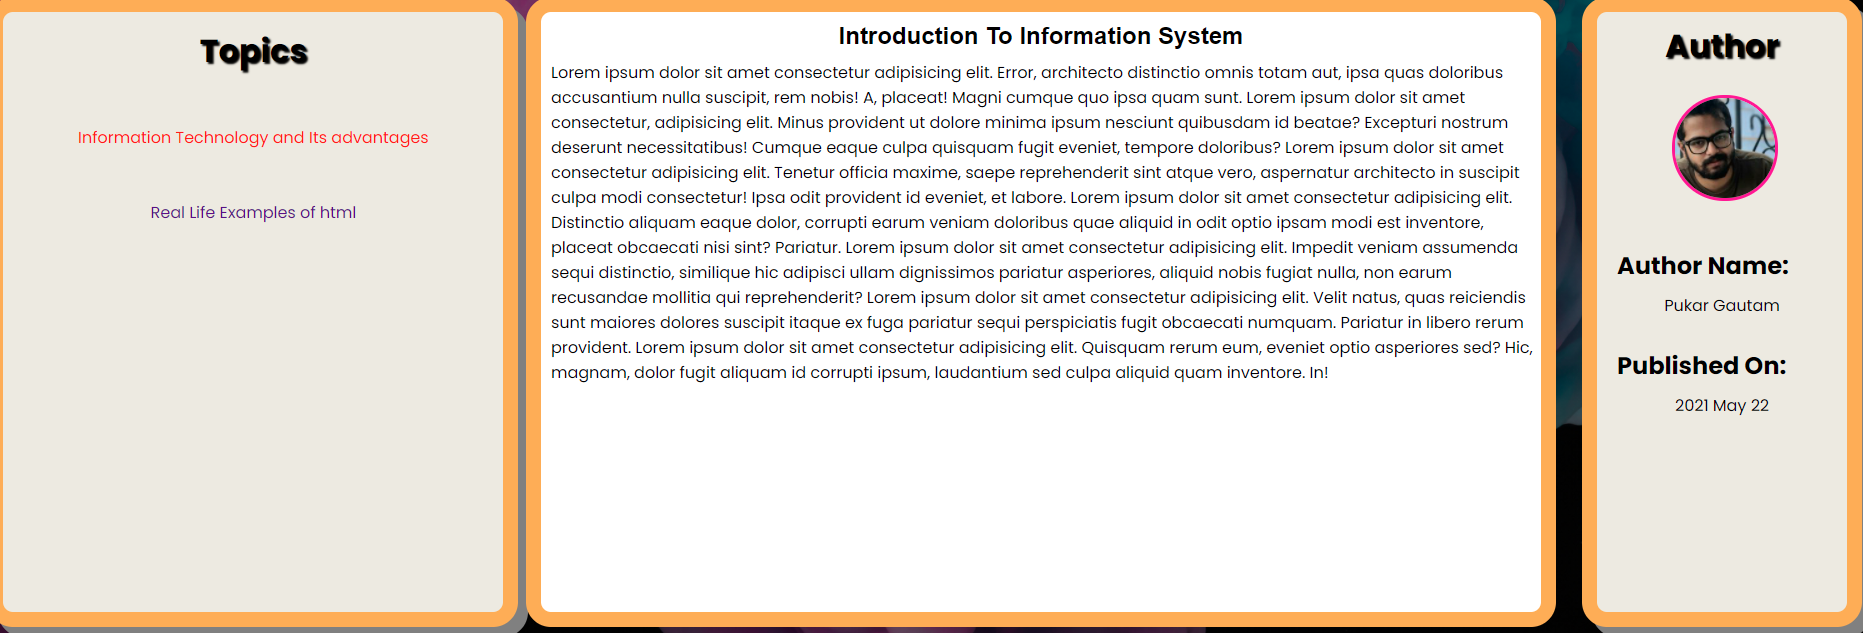 Topics
Information Technology and Its advantages
Real Life Examples of html
Introduction To Information System
Lorem ipsum dolor sit amet consectetur adipisicing elit. Error, architecto distinctio omnis totam aut, ipsa quas doloribus
accusantium nulla suscipit, rem nobis! A, placeat! Magni cumque quo ipsa quam sunt. Lorem ipsum dolor sit amet
consectetur, adipisicing elit. Minus provident ut dolore minima ipsum nesciunt quibusdam id beatae? Excepturi nostrum
deserunt necessitatibus! Cumque eaque culpa quisquam fugit eveniet, tempore doloribus? Lorem ipsum dolor sit amet
consectetur adipisicing elit. Tenetur officia maxime, saepe reprehenderit sint atque vero, aspernatur architecto in suscipit
culpa modi consectetur! Ipsa odit provident id eveniet, et labore. Lorem ipsum dolor sit amet consectetur adipisicing elit.
Distinctio aliquam eaque dolor, corrupti earum veniam doloribus quae aliquid in odit optio ipsam modi est inventore,
placeat obcaecati nisi sint? Pariatur. Lorem ipsum dolor sit amet consectetur adipisicing elit. Impedit veniam assumenda
sequi distinctio, similique hic adipisci ullam dignissimos pariatur asperiores, aliquid nobis fugiat nulla, non earum
recusandae mollitia qui reprehenderit? Lorem ipsum dolor sit amet consectetur adipisicing elit. Velit natus, quas reiciendis
sunt maiores dolores suscipit itaque ex fuga pariatur sequi perspiciatis fugit obcaecati numquam. Pariatur in libero rerum
provident. Lorem ipsum dolor sit amet consectetur adipisicing elit. Quisquam rerum eum, eveniet optio asperiores sed? Hic,
magnam, dolor fugit aliquam id corrupti ipsum, laudantium sed culpa aliquid quam inventore. In!
Author
Author Name:
Pukar Gautam
Published On:
2021 May 22